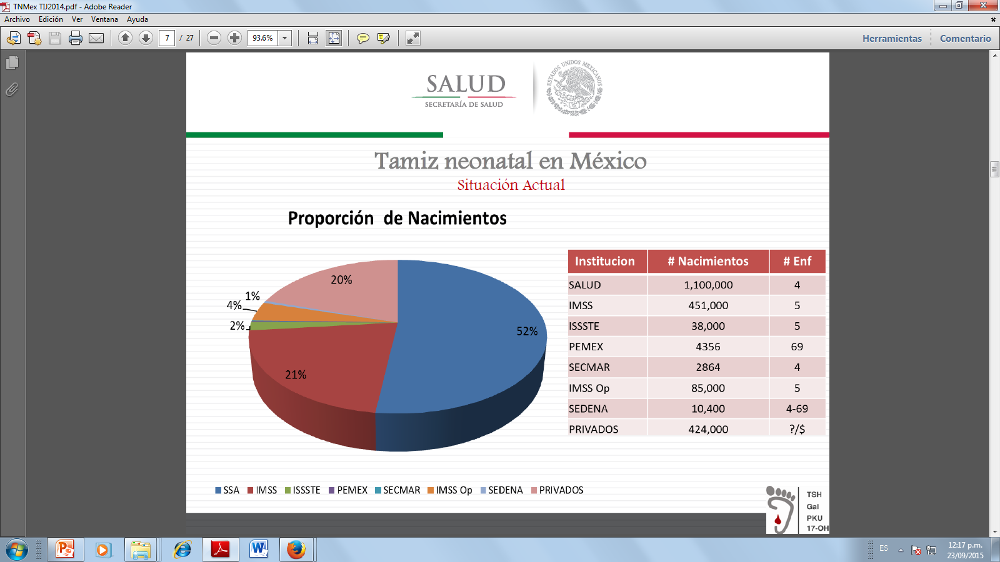 TNMex TIJ2014.pdf - Adobe Reader
Archivo Edición Ver Ventana Ayuda
7 / 27 93.6% Herramientas Comentario
SALUD
SECRETARÍA DE SALUD
ESTADOS UNIDOS MEXICANOS
Tamiz neonatal en México
Situación Actual
Proporción de Nacimientos
20%
1%
4%
2%
52%
21%
Institucion # Nacimientos # Enf
SALUD 1,100,000 4
IMSS 451,000 5
ISSSTE 38,000 5
PEMEX 4356 69
SECMAR 2864 4
IMSS Op 85,000 5
SEDENA 10,400 4-69
PRIVADOS 424,000 ?/$
SSA IMSS ISSSTE PEMEX SECMAR IMSS Op SEDENA PRIVADOS
TSH
Gal
PKU
17-OH
ES
12:17 p.m.
23/09/2015